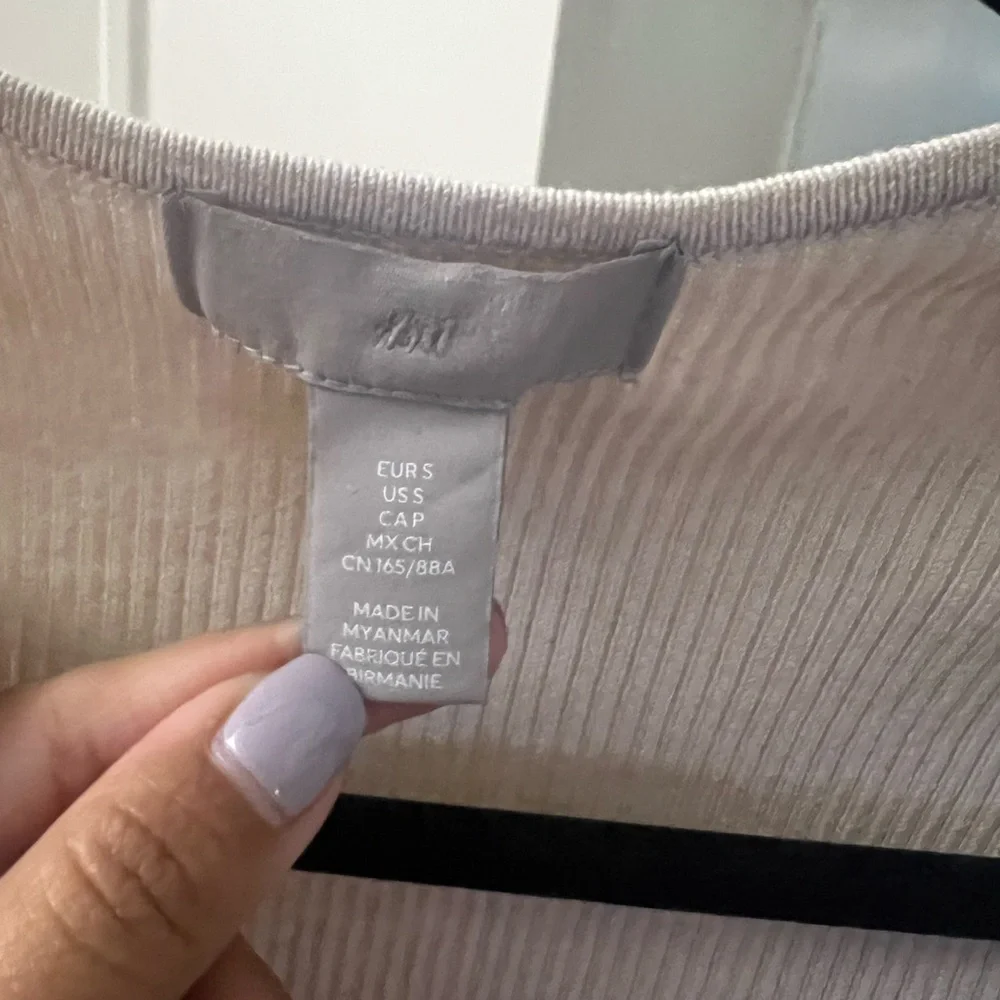 H&M
EUR S
US S
CA P
MX CH
CN 165/88A
MADE IN
MYANMAR
FABRIQUÉ EN
BIRMANIE